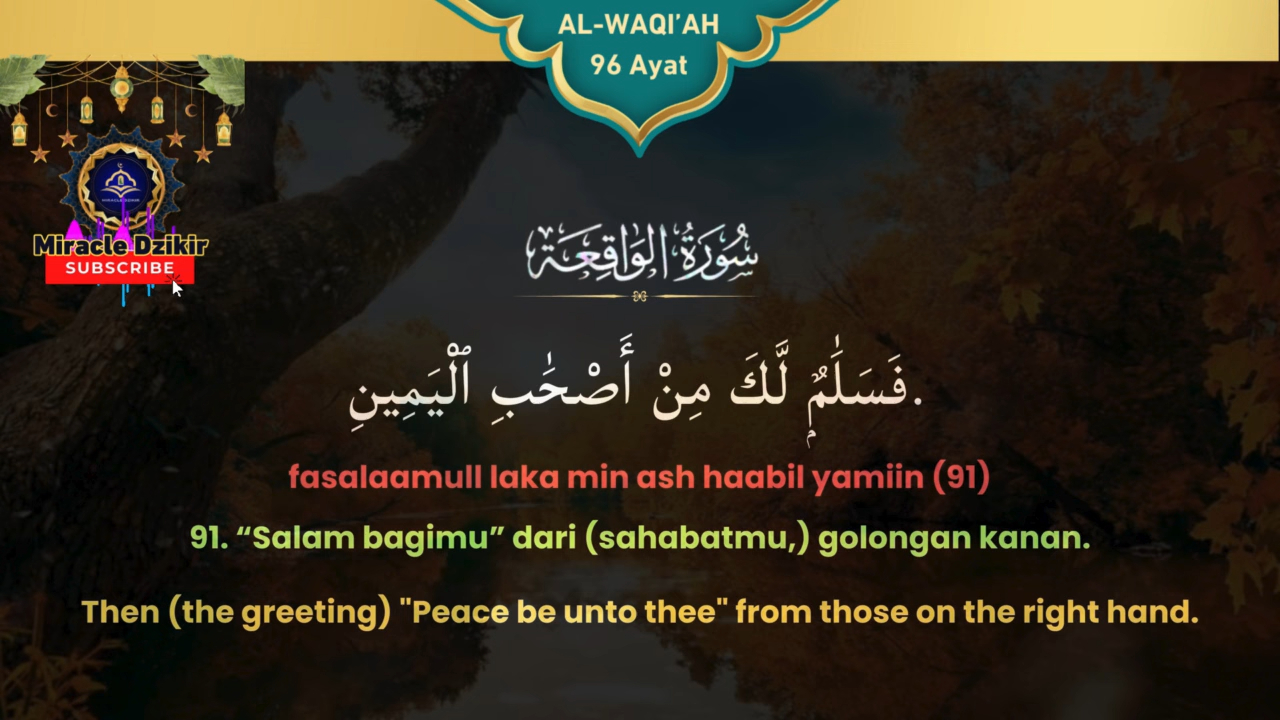 AL-WAQI’AH
96 Ayat
Miracle Dzikir
SUBSCRIBE
سُورَةُ الوَاقِعَة
فَسَلَٰمٌۭ لَّكَ مِنْ أَصْحَٰبِ ٱلْيَمِينِ.
fasalaamull laka min ash haabil yamiin (91)
91. “Salam bagimu” dari (sahabatmu,) golongan kanan.
Then (the greeting) "Peace be unto thee" from those on the right hand.